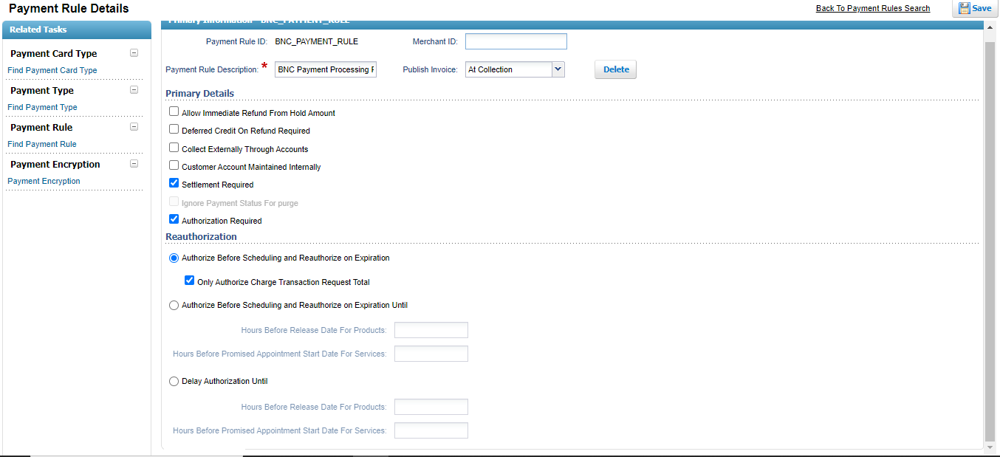 Payment Rule Details
Back To Payment Rules Search
Save
Related Tasks
Payment Card Type
Find Payment Card Type
Payment Type
Find Payment Type
Payment Rule
Find Payment Rule
Payment Encryption
Payment Encryption
Primary Information - BNC_PAYMENT_RULE
Payment Rule ID: BNC_PAYMENT_RULE Merchant ID:
Payment Rule Description: * BNC Payment Processing Publish Invoice: At Collection Delete
Primary Details
Allow Immediate Refund From Hold Amount
Deferred Credit On Refund Required
Collect Externally Through Accounts
Customer Account Maintained Internally
Settlement Required
Ignore Payment Status For purge
Authorization Required
Reauthorization
Authorize Before Scheduling and Reauthorize on Expiration
Only Authorize Charge Transaction Request Total
Authorize Before Scheduling and Reauthorize on Expiration Until
Hours Before Release Date For Products:
Hours Before Promised Appointment Start Date For Services:
Delay Authorization Until
Hours Before Release Date For Products:
Hours Before Promised Appointment Start Date For Services: